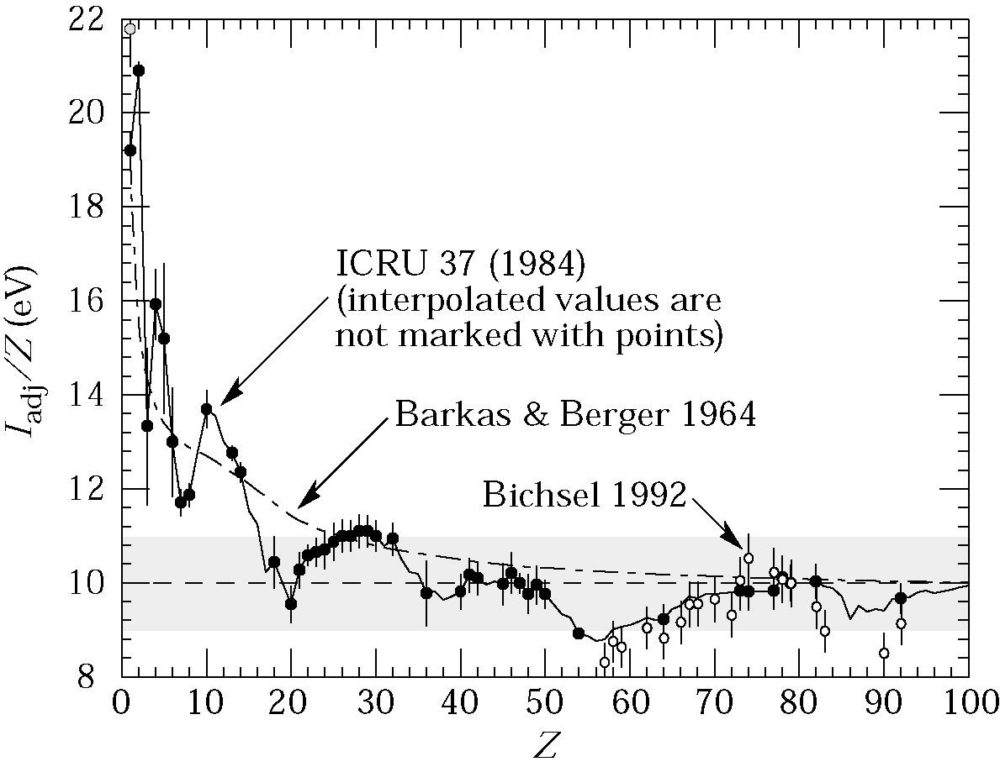 22
20
18
16
14
12
10
8
I_adj/Z (eV)
ICRU 37 (1984)
(interpolated values are
not marked with points)
Barkas & Berger 1964
Bichsel 1992
0 10 20 30 40 50 60 70 80 90 100
Z